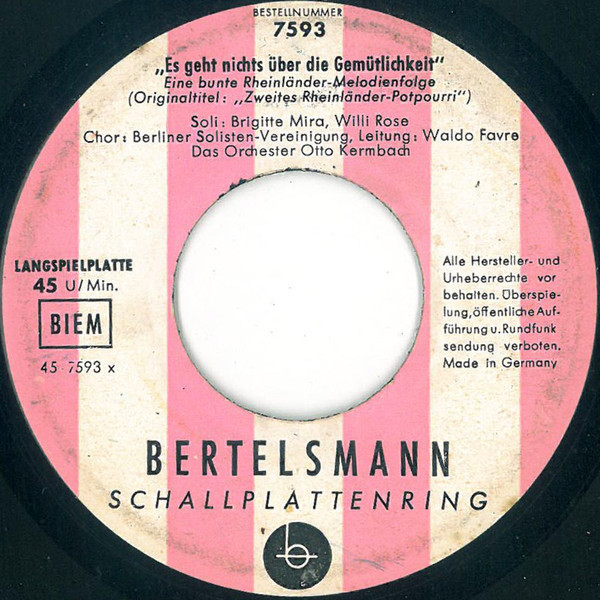 BESTELLNUMMER
7593
„Es geht nichts über die Gemütlichkeit"
Eine bunte Rheinländer-Melodienfolge
(Originaltitel: „Zweites Rheinländer-Potpourri")
Soli: Brigitte Mira, Willi Rose
Chor: Berliner Solisten-Vereinigung, Leitung: Waldo Favre
Das Orchester Otto Kermbach
LANGSPIELPLATTE
45 U/Min.
BIEM
45-7593 x
Alle Hersteller- und
Urheberrechte vor
behalten. Überspie-
lung, öffentliche Auf-
führung u. Rundfunk
sendung verboten.
Made in Germany
BERTELSMANN
SCHALLPLATTENRING
b